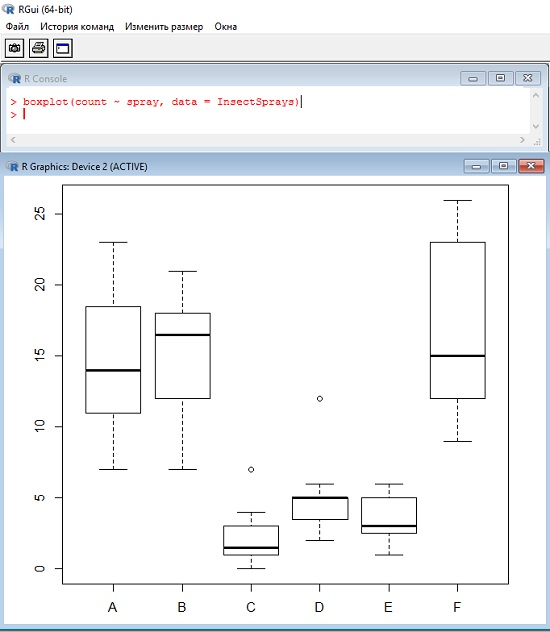 RGui (64-bit)
Файл История команд Изменить размер Окна
R Console
> boxplot(count ~ spray, data = InsectSprays)
>
R Graphics: Device 2 (ACTIVE)
25
20
15
10
5
0
A B C D E F